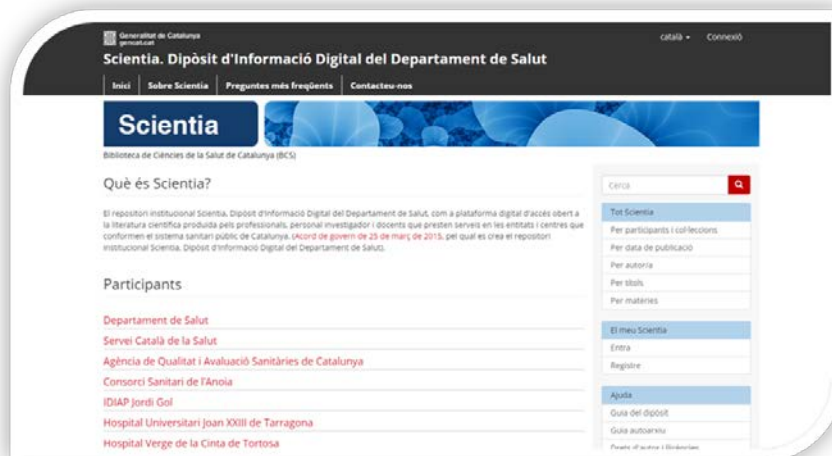 Generalitat de Catalunya
gencat.cat
català
Connexió
Scientia. Dipòsit d'Informació Digital del Departament de Salut
Inici
Sobre Scientia
Preguntes més freqüents
Contacteu-nos
Scientia
Biblioteca de Ciències de la Salut de Catalunya (BCS)
Què és Scientia?
El repositori institucional Scientia, Dipòsit d'Informació Digital del Departament de Salut, com a plataforma digital d'accés obert a
la literatura científica produïda pels professionals, personal investigador i docents que presten serveis en les entitats i centres que
conformen el sistema sanitari públic de Catalunya. (Acord de govern de 25 de març de 2015, pel qual es crea el repositori
institucional Scientia, Dipòsit d'Informació Digital del Departament de Salut).
Participants
Departament de Salut
Servei Català de la Salut
Agència de Qualitat i Avaluació Sanitàries de Catalunya
Consorci Sanitari de l'Anoia
IDIAP Jordi Gol
Hospital Universitari Joan XXIII de Tarragona
Hospital Verge de la Cinta de Tortosa
Cerca
Tot Scientia
Per participants i col·leccions
Per data de publicació
Per autor/a
Per títols
Per matèries
El meu Scientia
Entra
Registre
Ajuda
Guia del dipòsit
Guia autoarxiu
Drets d'autor i llicències